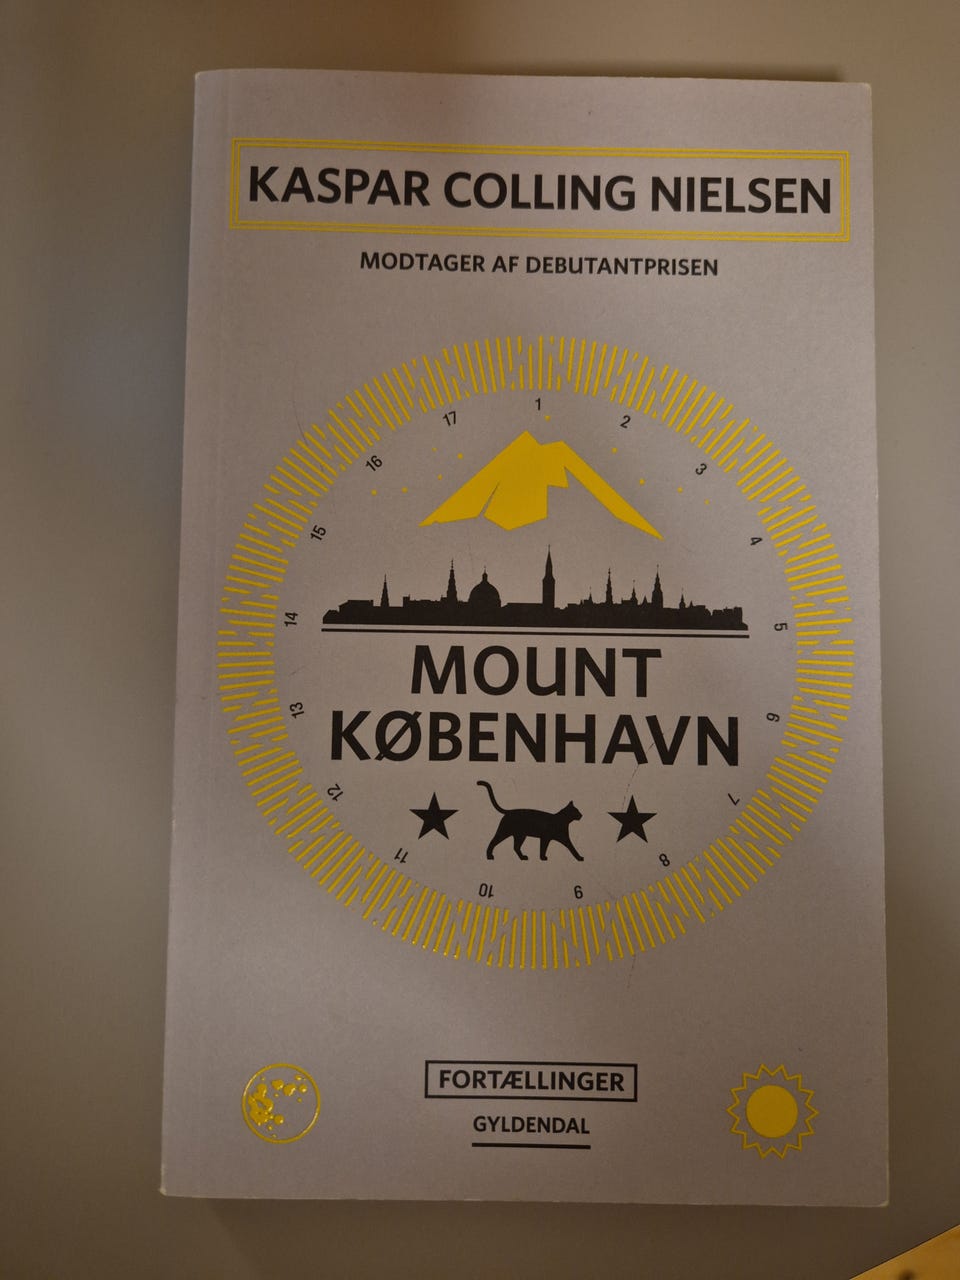 KASPAR COLLING NIELSEN
MODTAGER AF DEBUTANTPRISEN
1
2
3
4
5
6
7
8
9
10
11
12
13
14
15
16
17
MOUNT
KØBENHAVN
FORTÆLLINGER
GYLDENDAL